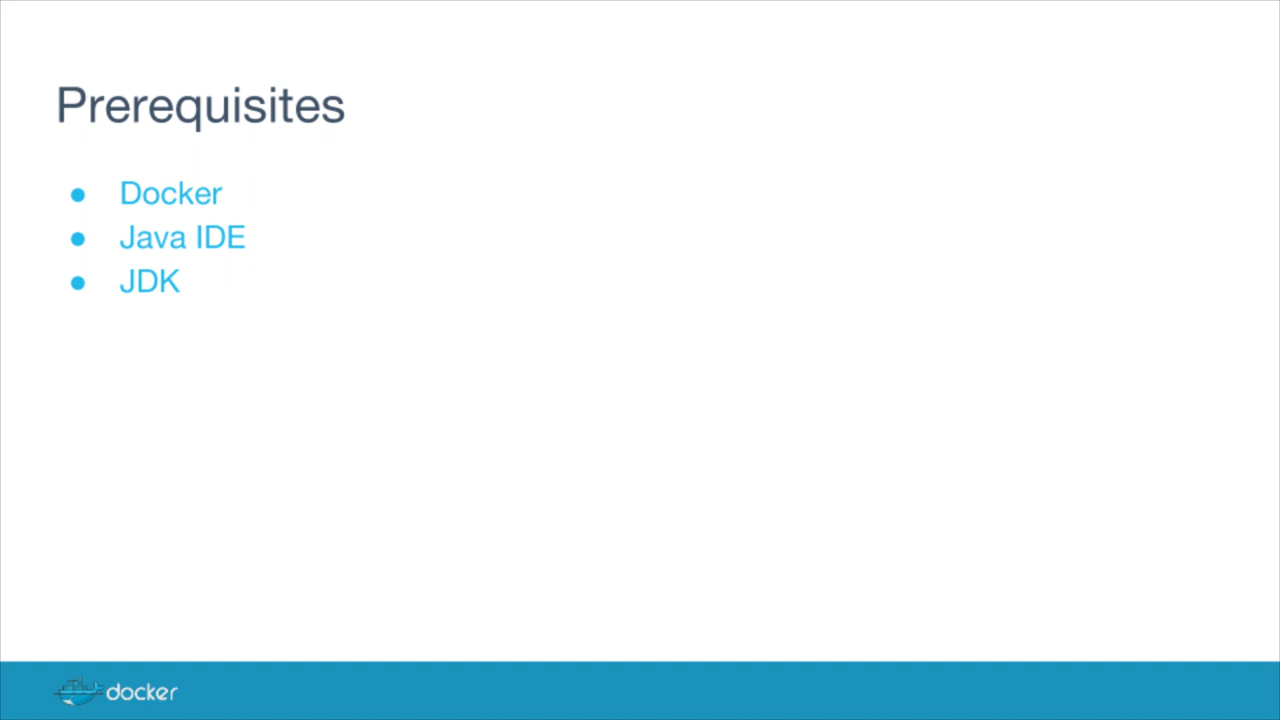 Prerequisites
● Docker
● Java IDE
● JDK
docker